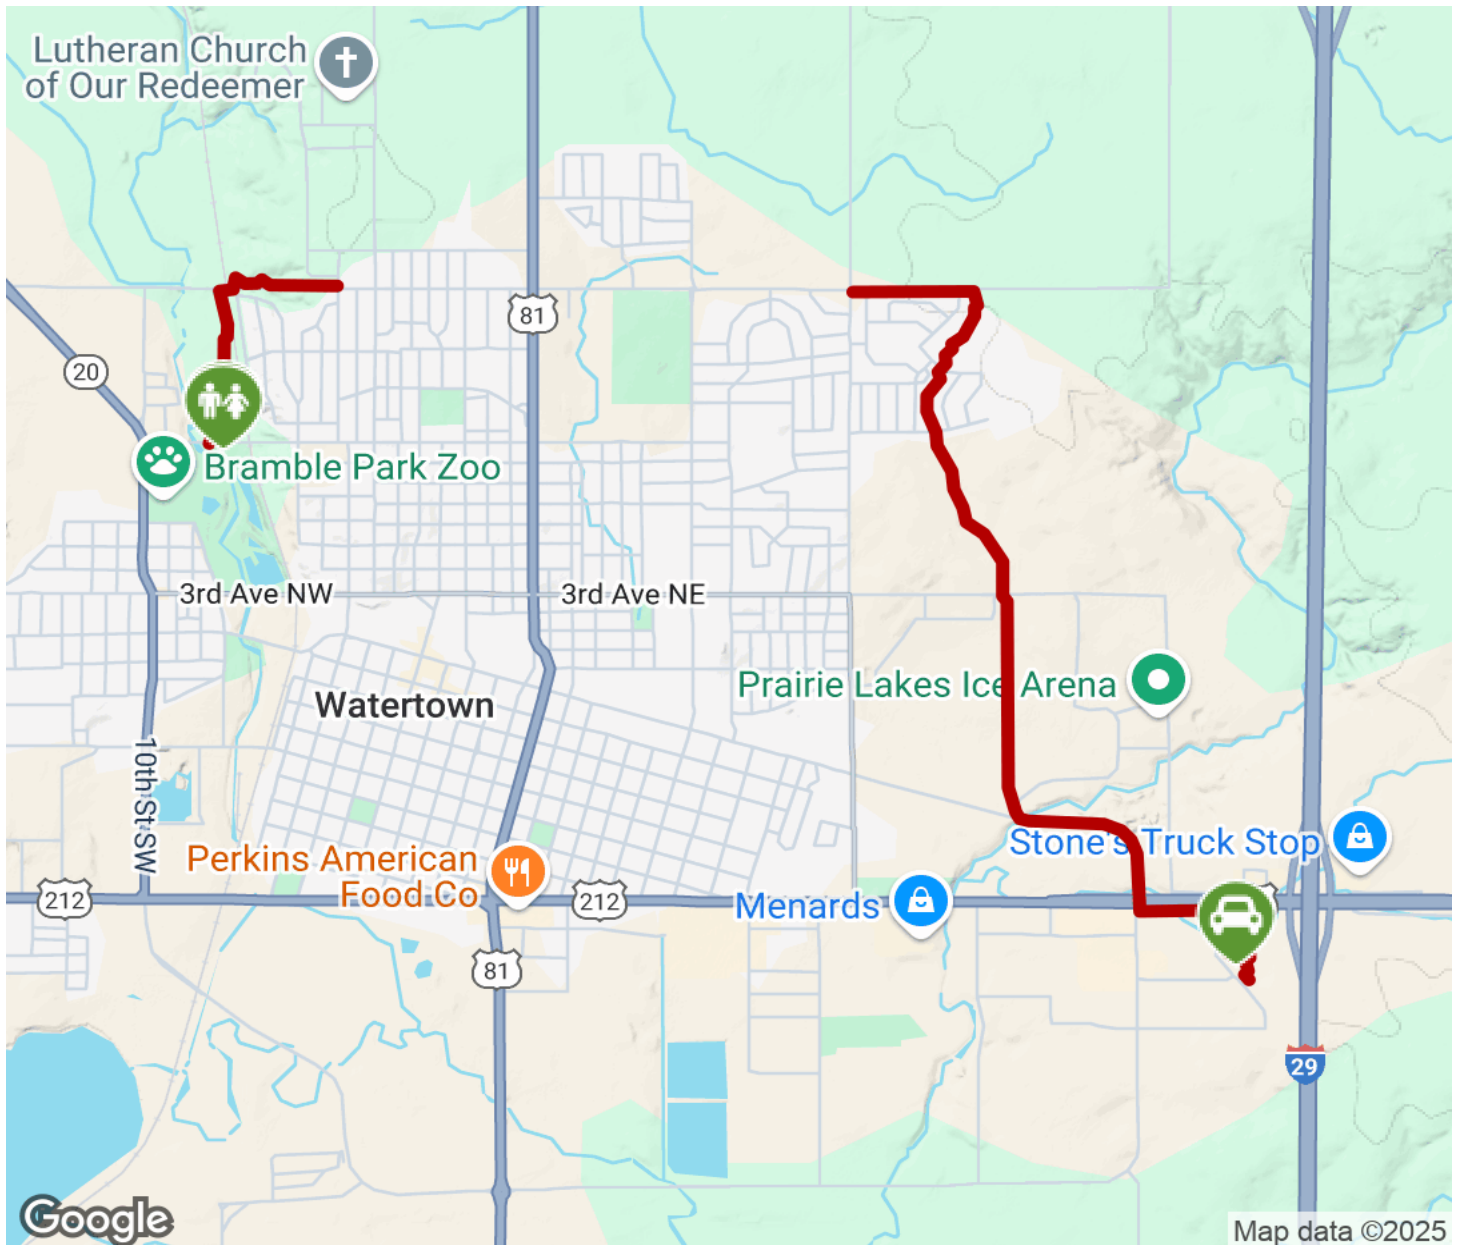 Lutheran Church
of Our Redeemer
81
20
Bramble Park Zoo
3rd Ave NW
3rd Ave NE
Prairie Lakes Ice Arena
Watertown
10th St SW
Stone's Truck Stop
Perkins American
Food Co
212
212
Menards
81
29
Google
Map data ©2025